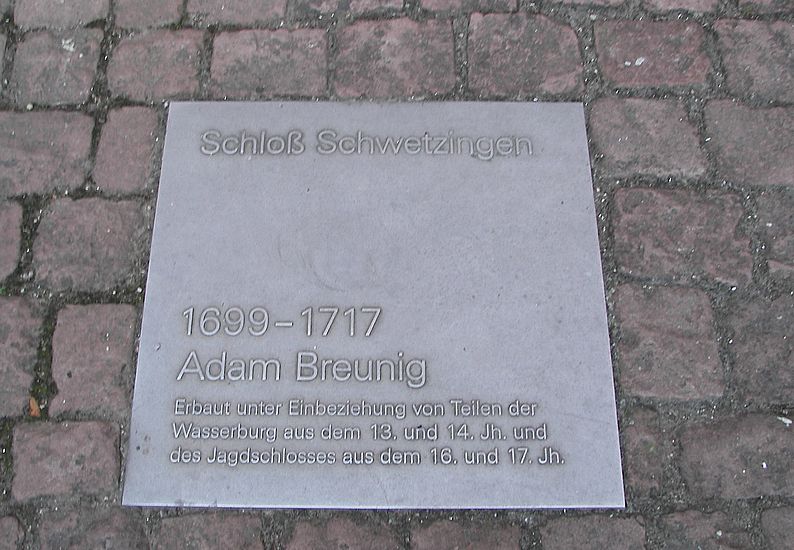 Schloß Schwetzingen
1699–1717
Adam Breunig
Erbaut unter Einbeziehung von Teilen der
Wasserburg aus dem 13. und 14. Jh. und
des Jagdschlosses aus dem 16. und 17. Jh.